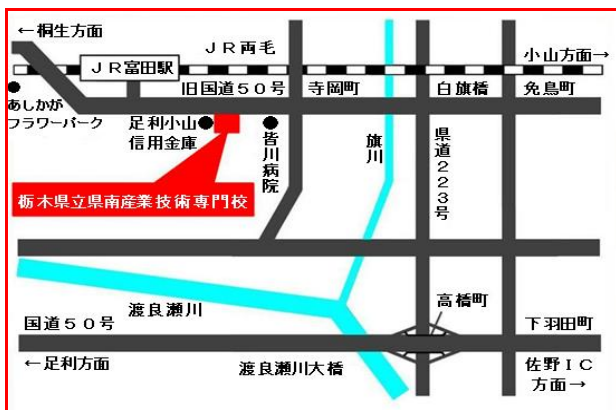 ←桐生方面
JR両毛
小山方面→
JR富田駅
旧国道50号
寺岡町
白旗橋
免鳥町
あしかが
フラワーパーク
足利小山
信用金庫
皆川病院
旗川
県道223号
栃木県立県南産業技術専門校
渡良瀬川
高橋町
国道50号
下羽田町
←足利方面
渡良瀬川大橋
佐野IC
方面→